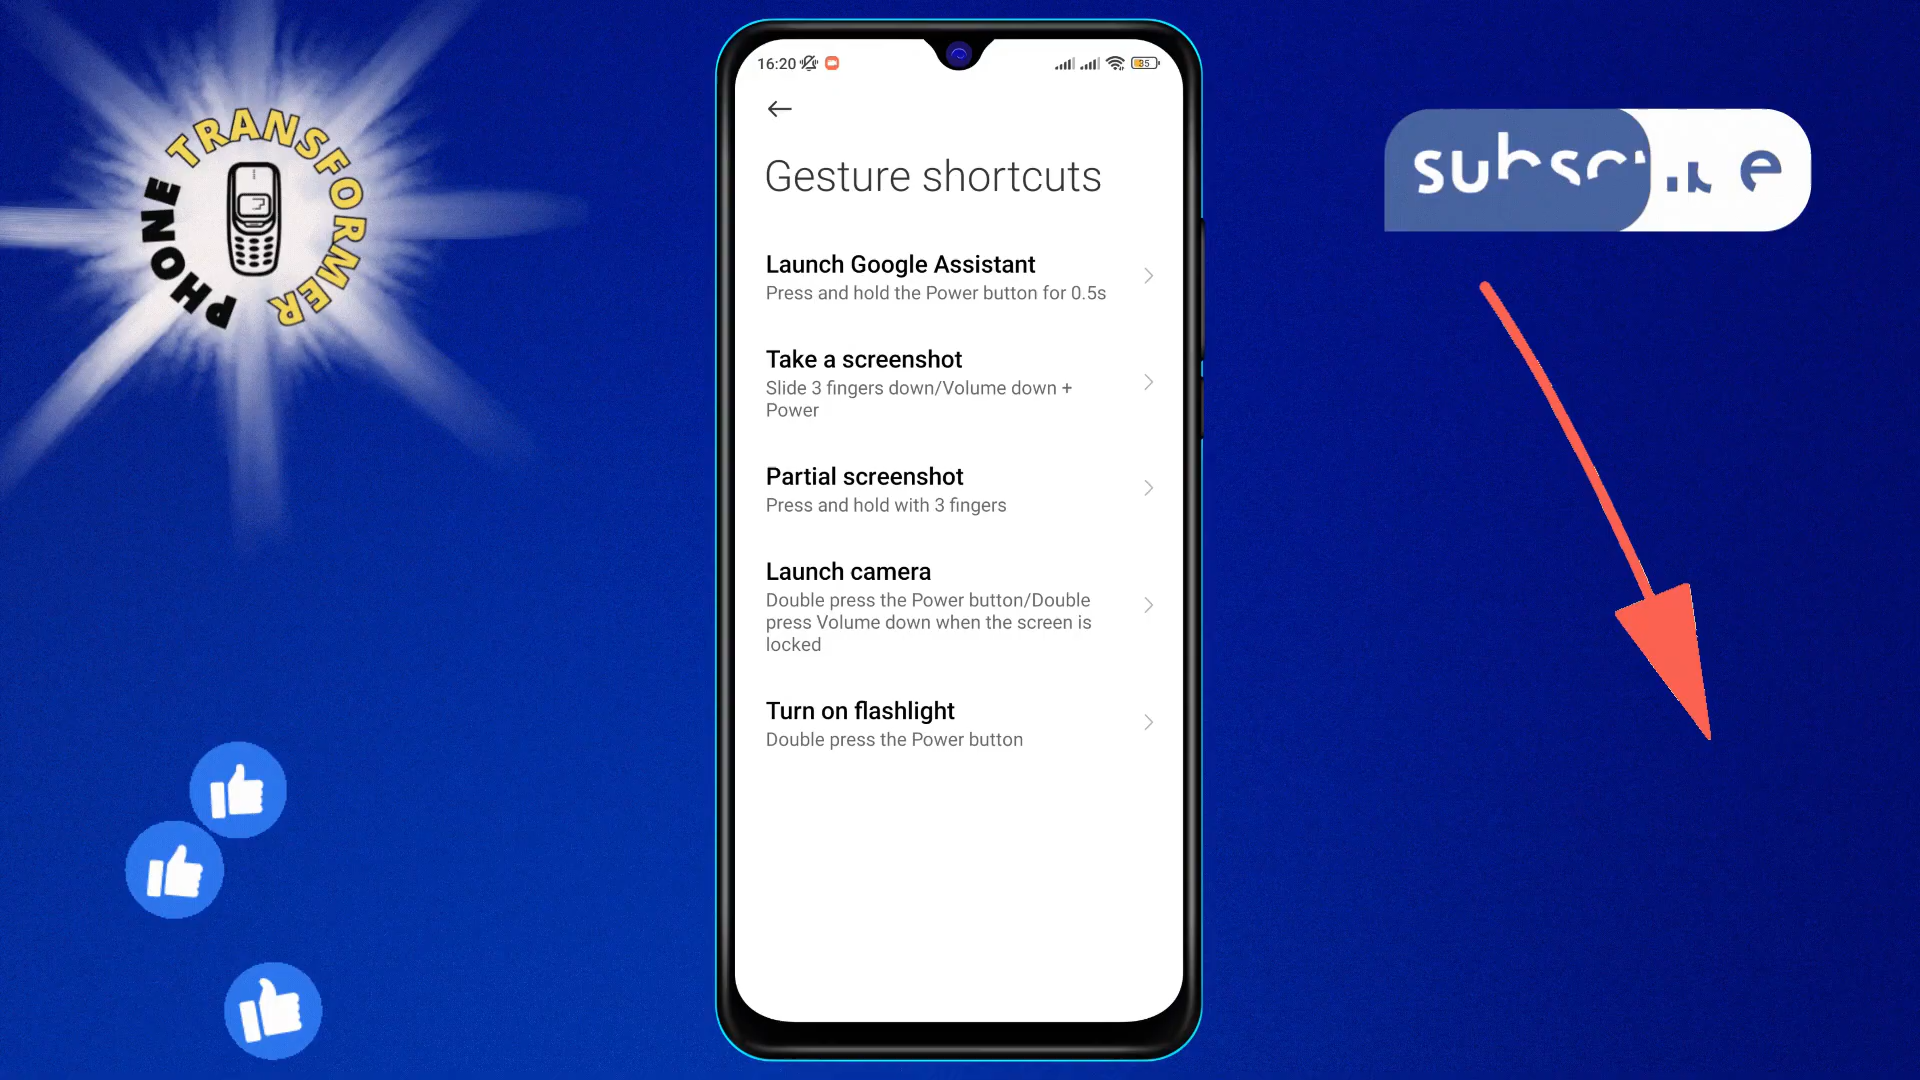 PHONE TRANSFORMER
16:20
35
Gesture shortcuts
Launch Google Assistant
Press and hold the Power button for 0.5s
Take a screenshot
Slide 3 fingers down/Volume down +
Power
Partial screenshot
Press and hold with 3 fingers
Launch camera
Double press the Power button/Double
press Volume down when the screen is
locked
Turn on flashlight
Double press the Power button